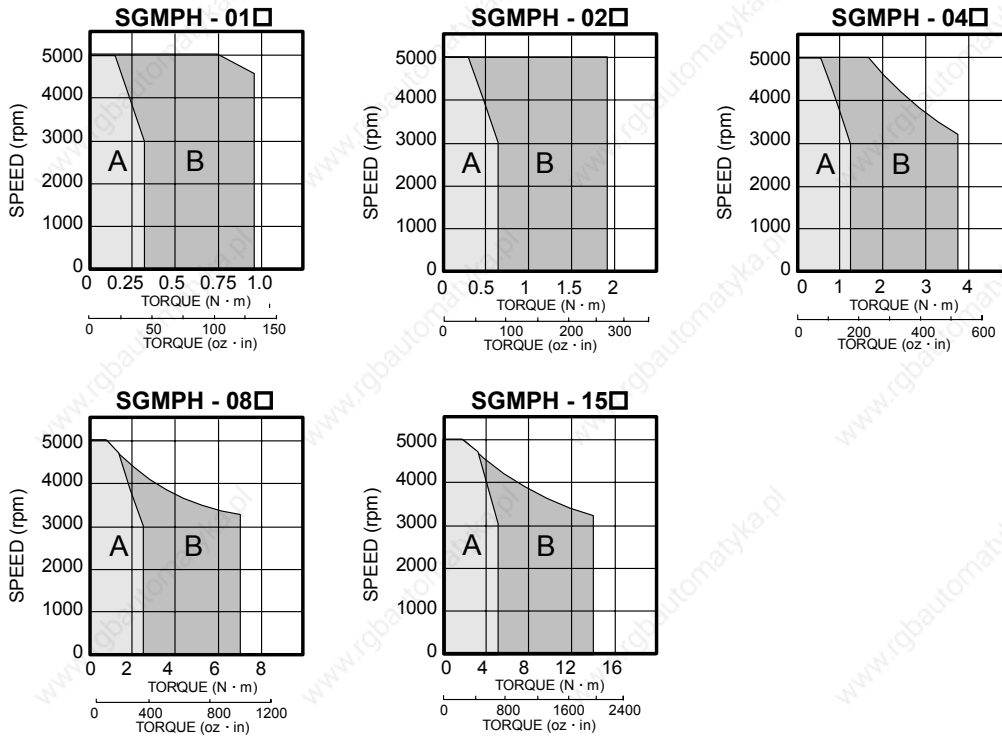 SGMPH - 01□
SPEED (rpm)
5000
4000
3000
2000
1000
0
A
B
0 0.25 0.5 0.75 1.0
TORQUE (N · m)
0 50 100 150
TORQUE (oz · in)
SGMPH - 02□
SPEED (rpm)
5000
4000
3000
2000
1000
0
A
B
0 0.5 1 1.5 2
TORQUE (N · m)
0 100 200 300
TORQUE (oz · in)
SGMPH - 04□
SPEED (rpm)
5000
4000
3000
2000
1000
0
A
B
0 1 2 3 4
TORQUE (N · m)
0 200 400 600
TORQUE (oz · in)
SGMPH - 08□
SPEED (rpm)
5000
4000
3000
2000
1000
0
A
B
0 2 4 6 8
TORQUE (N · m)
0 400 800 1200
TORQUE (oz · in)
SGMPH - 15□
SPEED (rpm)
5000
4000
3000
2000
1000
0
A
B
0 4 8 12 16
TORQUE (N · m)
0 800 1600 2400
TORQUE (oz · in)
www.rgbautomatyka.pl